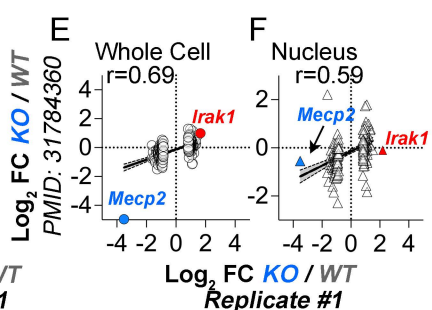 E
Whole Cell
r=0.69
Log2 FC KO / WT
PMID: 31784360
4
2
0
-2
-4
Irak1
Mecp2
-4 -2 0 2 4
F
Nucleus
r=0.59
2
0
-2
Mecp2
Irak1
-4 -2 0 2 4
Log2 FC KO / WT
Replicate #1
/T
1